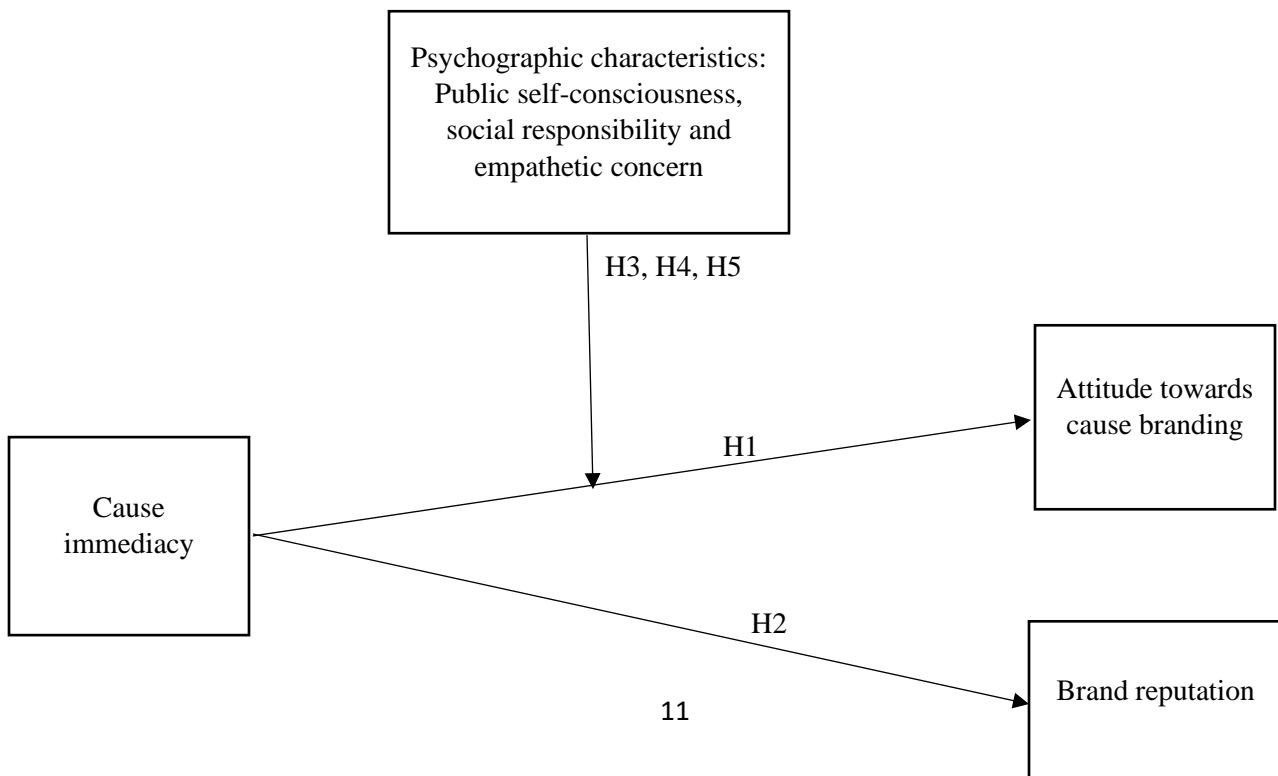 Psychographic characteristics:
Public self-consciousness,
social responsibility and
empathetic concern
H3, H4, H5
Attitude towards
cause branding
H1
Cause
immediacy
H2
Brand reputation
11